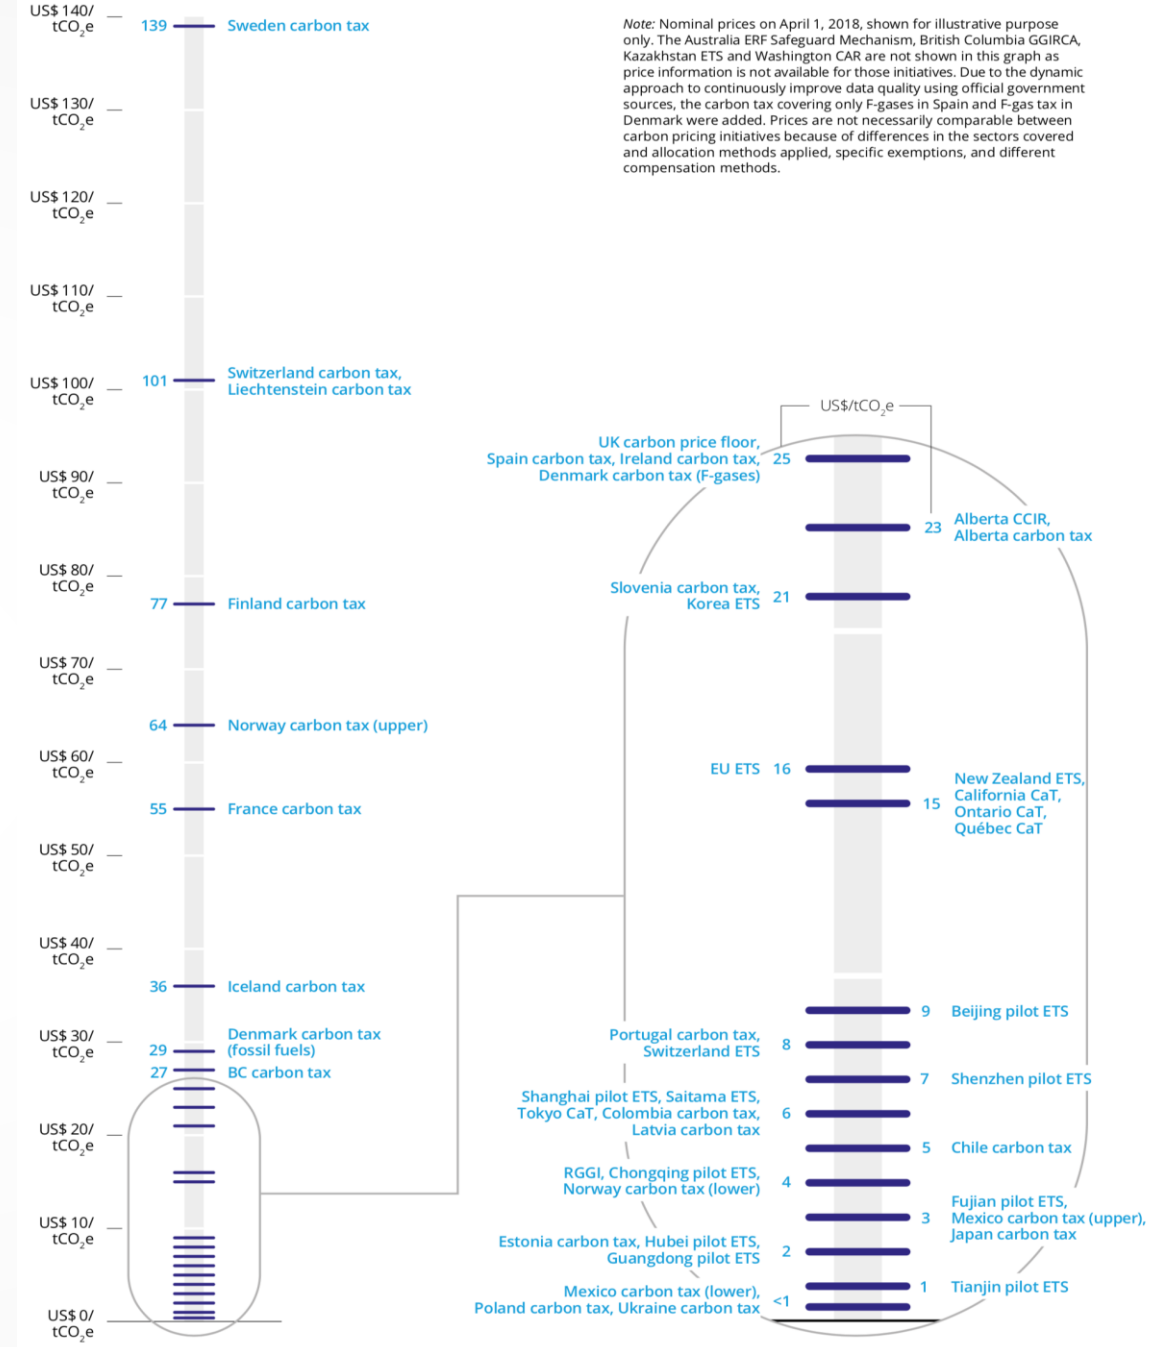 US$ 140/
tCO₂e
139
Sweden carbon tax
US$ 130/
tCO₂e
US$ 120/
tCO₂e
US$ 110/
tCO₂e
101
Switzerland carbon tax,
Liechtenstein carbon tax
US$ 100/
tCO₂e
US$ 90/
tCO₂e
US$ 80/
tCO₂e
77
Finland carbon tax
US$ 70/
tCO₂e
64
Norway carbon tax (upper)
US$ 60/
tCO₂e
55
France carbon tax
US$ 50/
tCO₂e
US$ 40/
tCO₂e
36
Iceland carbon tax
US$ 30/
tCO₂e
29
Denmark carbon tax
(fossil fuels)
27
BC carbon tax
US$ 20/
tCO₂e
US$ 10/
tCO₂e
US$ 0/
tCO₂e
Note: Nominal prices on April 1, 2018, shown for illustrative purpose
only. The Australia ERF Safeguard Mechanism, British Columbia GGIRCA,
Kazakhstan ETS and Washington CAR are not shown in this graph as
price information is not available for those initiatives. Due to the dynamic
approach to continuously improve data quality using official government
sources, the carbon tax covering only F-gases in Spain and F-gas tax in
Denmark were added. Prices are not necessarily comparable between
carbon pricing initiatives because of differences in the sectors covered
and allocation methods applied, specific exemptions, and different
compensation methods.
US$/tCO₂e
UK carbon price floor,
Spain carbon tax, Ireland carbon tax,
Denmark carbon tax (F-gases)
25
23
Alberta CCIR,
Alberta carbon tax
Slovenia carbon tax,
Korea ETS
21
EU ETS
16
15
New Zealand ETS,
California CaT,
Ontario CaT,
Québec CaT
9
Beijing pilot ETS
Portugal carbon tax,
Switzerland ETS
8
7
Shenzhen pilot ETS
Shanghai pilot ETS, Saitama ETS,
Tokyo CaT, Colombia carbon tax,
Latvia carbon tax
6
5
Chile carbon tax
RGGI, Chongqing pilot ETS,
Norway carbon tax (lower)
4
3
Fujian pilot ETS,
Mexico carbon tax (upper),
Japan carbon tax
Estonia carbon tax, Hubei pilot ETS,
Guangdong pilot ETS
2
1
Tianjin pilot ETS
Mexico carbon tax (lower),
Poland carbon tax, Ukraine carbon tax
<1